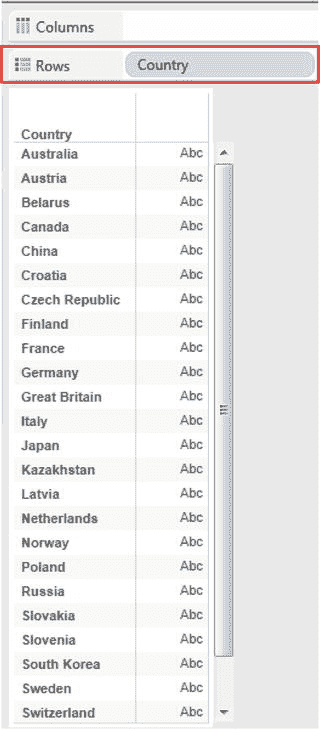 Columns
Rows Country
Country
Australia Abc
Austria Abc
Belarus Abc
Canada Abc
China Abc
Croatia Abc
Czech Republic Abc
Finland Abc
France Abc
Germany Abc
Great Britain Abc
Italy Abc
Japan Abc
Kazakhstan Abc
Latvia Abc
Netherlands Abc
Norway Abc
Poland Abc
Russia Abc
Slovakia Abc
Slovenia Abc
South Korea Abc
Sweden Abc
Switzerland Abc